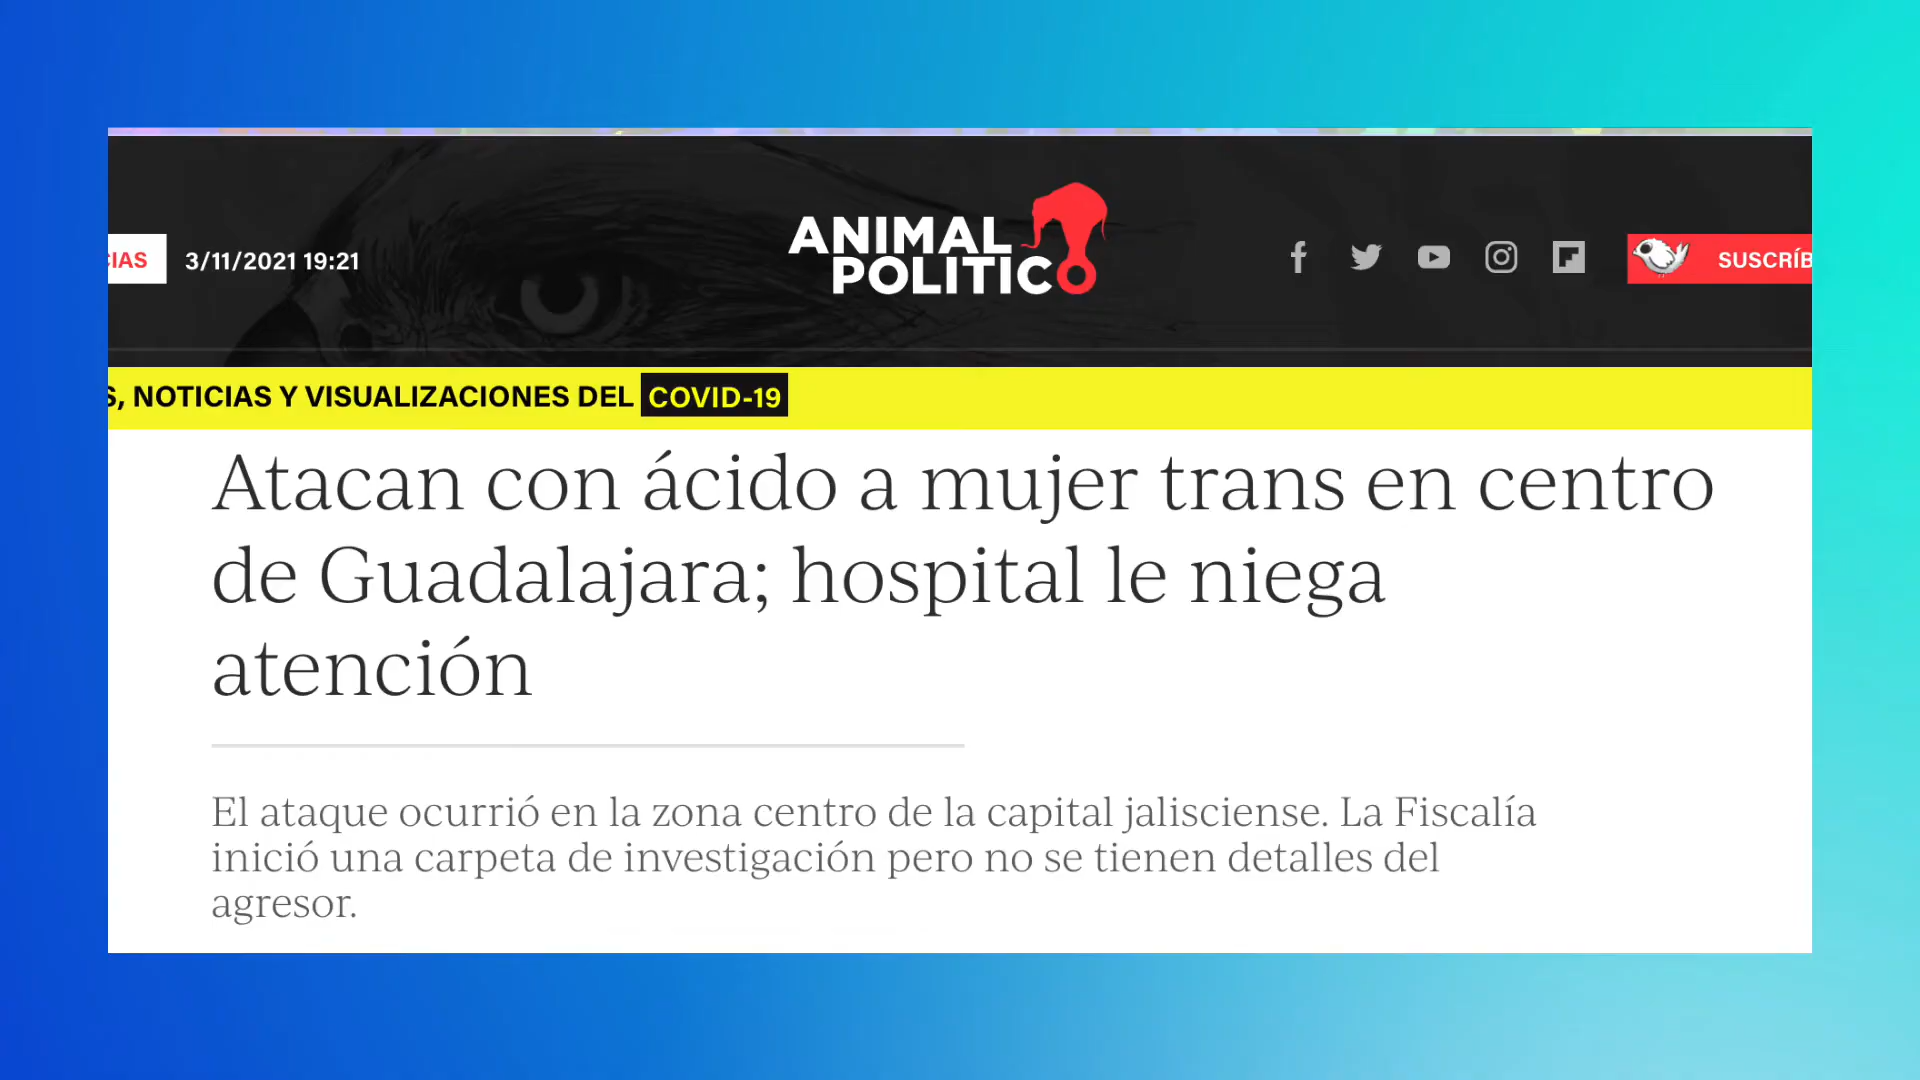 CIAS
3/11/2021 19:21
ANIMAL
POLITICO
SUSCRÍB
S, NOTICIAS Y VISUALIZACIONES DEL COVID-19
Atacan con ácido a mujer trans en centro
de Guadalajara; hospital le niega
atención
El ataque ocurrió en la zona centro de la capital jalisciense. La Fiscalía
inició una carpeta de investigación pero no se tienen detalles del
agresor.